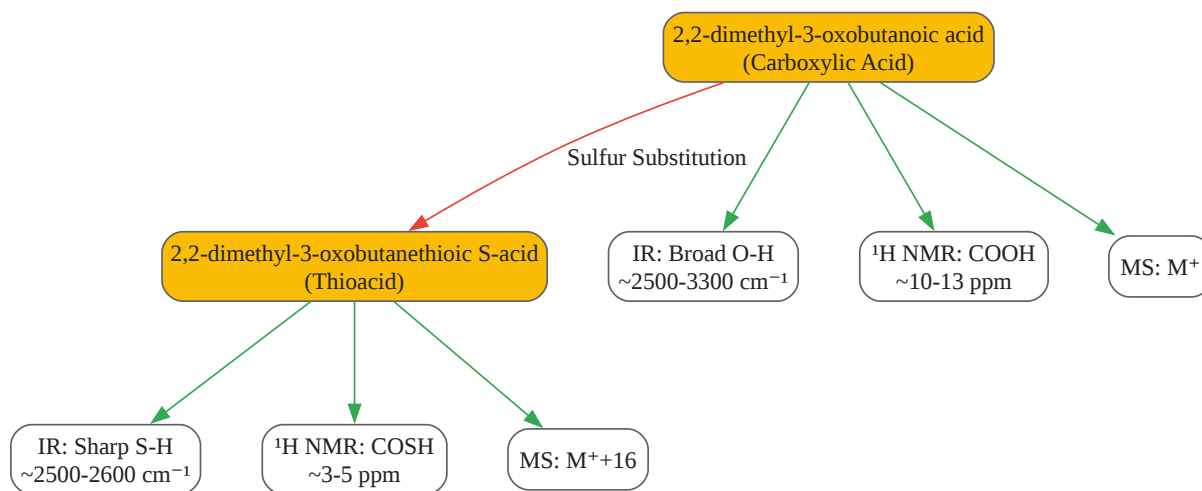 2,2-dimethyl-3-oxobutanoic acid
(Carboxylic Acid)
Sulfur Substitution
2,2-dimethyl-3-oxobutanethioic S-acid
(Thioacid)
IR: Broad O-H
~2500-3300 cm⁻¹
¹H NMR: COOH
~10-13 ppm
MS: M⁺
IR: Sharp S-H
~2500-2600 cm⁻¹
¹H NMR: COSH
~3-5 ppm
MS: M⁺+16